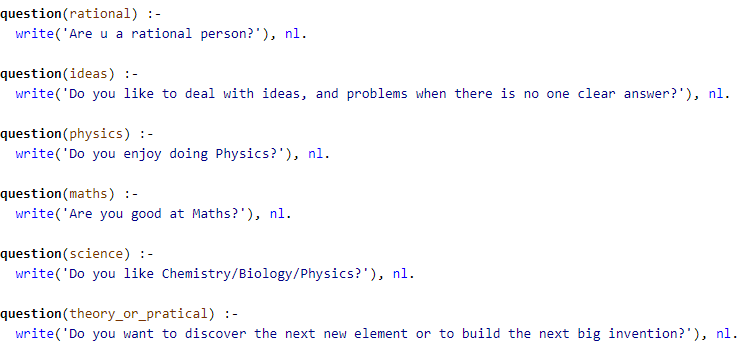 question(rational) :-
write('Are u a rational person?'), nl.
question(ideas) :-
write('Do you like to deal with ideas, and problems when there is no one clear answer?'), nl.
question(physics) :-
write('Do you enjoy doing Physics?'), nl.
question(maths) :-
write('Are you good at Maths?'), nl.
question(science) :-
write('Do you like Chemistry/Biology/Physics?'), nl.
question(theory_or_pratical) :-
write('Do you want to discover the next new element or to build the next big invention?'), nl.